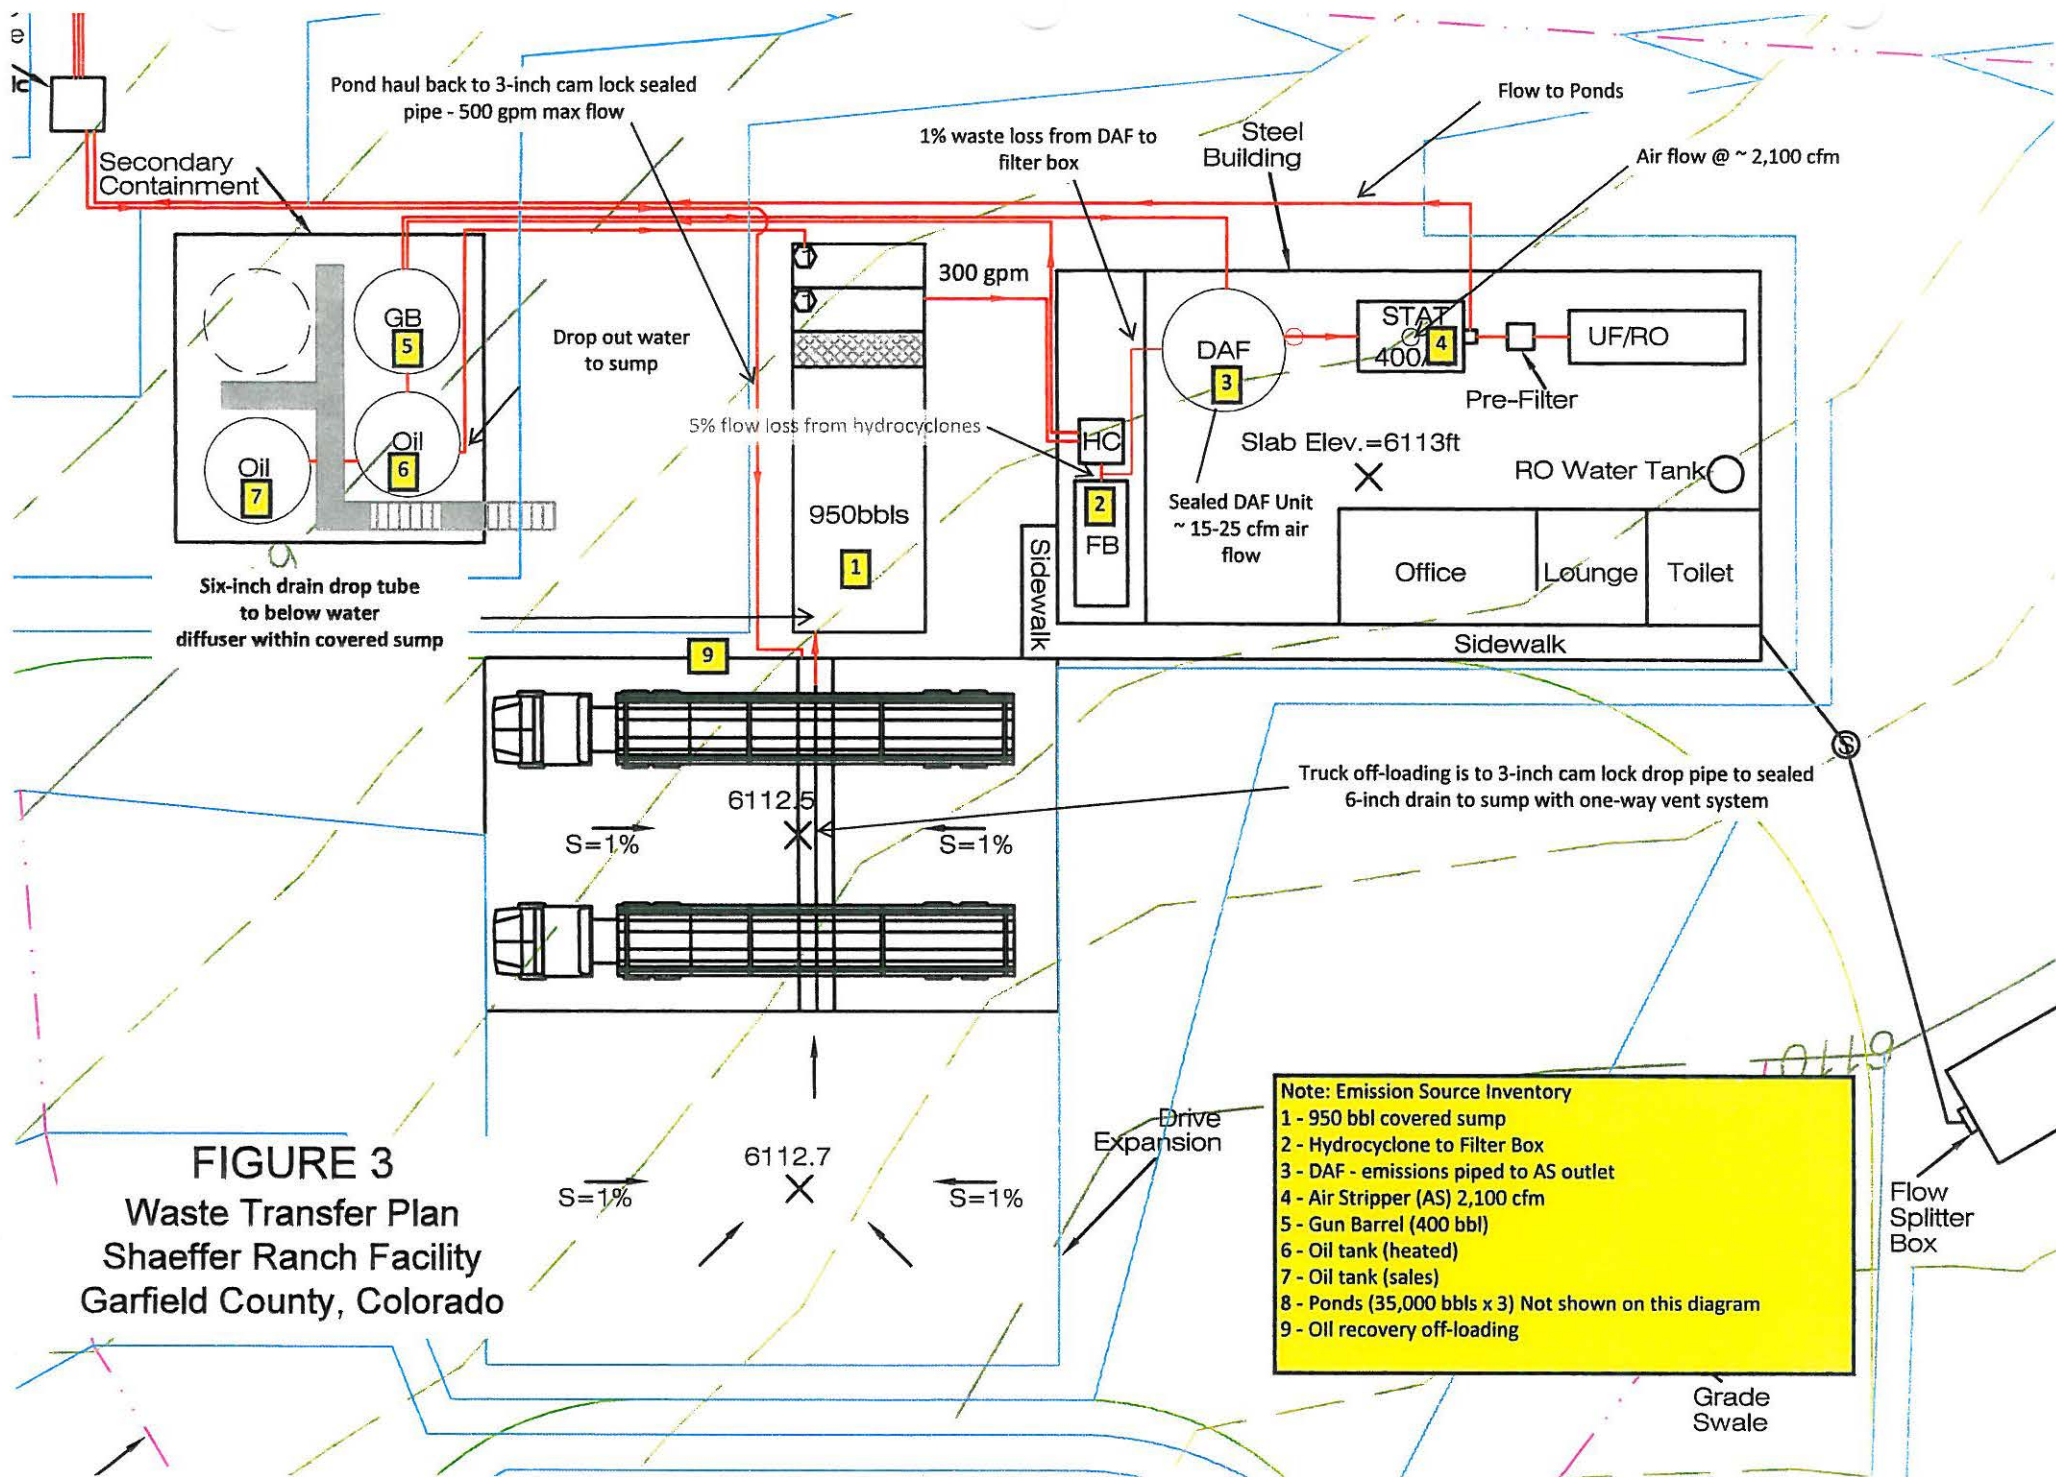 e
Pond haul back to 3-inch cam lock sealed
pipe - 500 gpm max flow
Flow to Ponds
1% waste loss from DAF to
filter box
Steel
Building
Air flow @ ~ 2,100 cfm
Secondary
Containment
300 gpm
GB
5
Drop out water
to sump
STAT
4
UF/RO
DAF
3
Pre-Filter
5% flow loss from hydrocyclones
HC
Slab Elev.=6113ft
Oil
6
Oil
7
RO Water Tank
Sealed DAF Unit
~ 15-25 cfm air
flow
2
FB
950bbls
1
Sidewalk
Office
Lounge
Toilet
Six-inch drain drop tube
to below water
diffuser within covered sump
9
Sidewalk
S
Truck off-loading is to 3-inch cam lock drop pipe to sealed
6-inch drain to sump with one-way vent system
6112.5
S=1%
S=1%
6110
Note: Emission Source Inventory
1 - 950 bbl covered sump
2 - Hydrocyclone to Filter Box
3 - DAF - emissions piped to AS outlet
4 - Air Stripper (AS) 2,100 cfm
5 - Gun Barrel (400 bbl)
6 - Oil tank (heated)
7 - Oil tank (sales)
8 - Ponds (35,000 bbls x 3) Not shown on this diagram
9 - OIl recovery off-loading
Drive
Expansion
6112.7
S=1%
S=1%
Flow
Splitter
Box
FIGURE 3
Waste Transfer Plan
Shaeffer Ranch Facility
Garfield County, Colorado
Grade
Swale